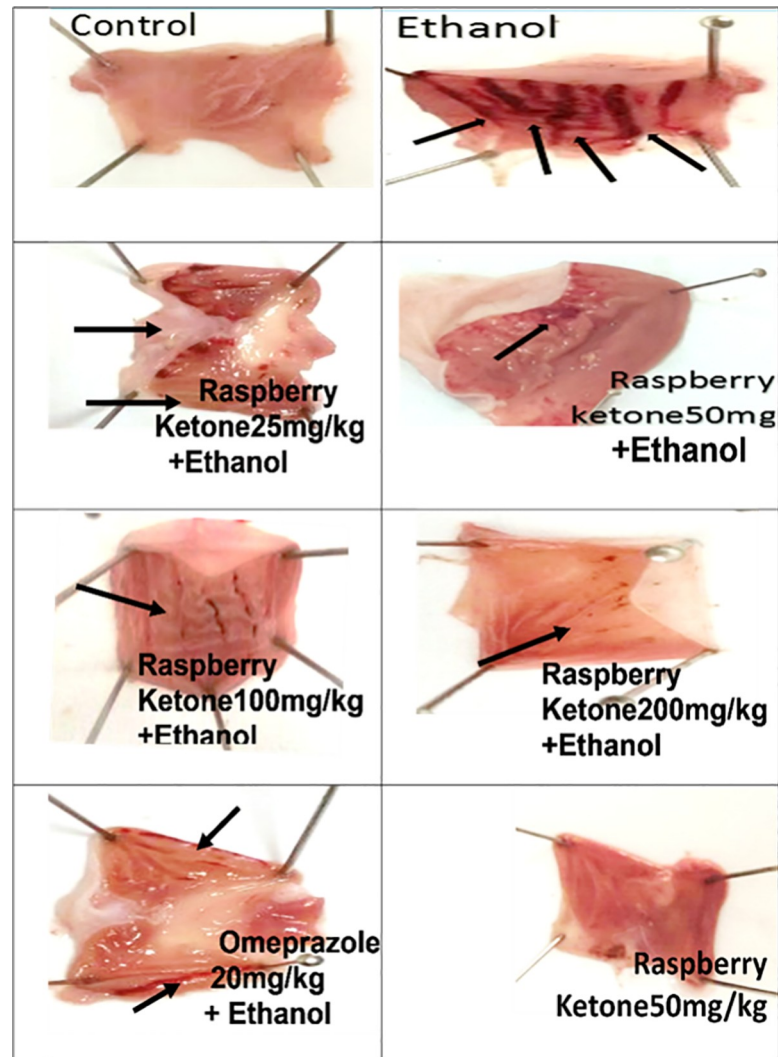 Control
Ethanol
Raspberry
Ketone25mg/kg
+Ethanol
Raspberry
ketone50mg
+Ethanol
Raspberry
Ketone100mg/kg
+Ethanol
Raspberry
Ketone200mg/kg
+Ethanol
Omeprazole
20mg/kg
+ Ethanol
Raspberry
Ketone50mg/kg